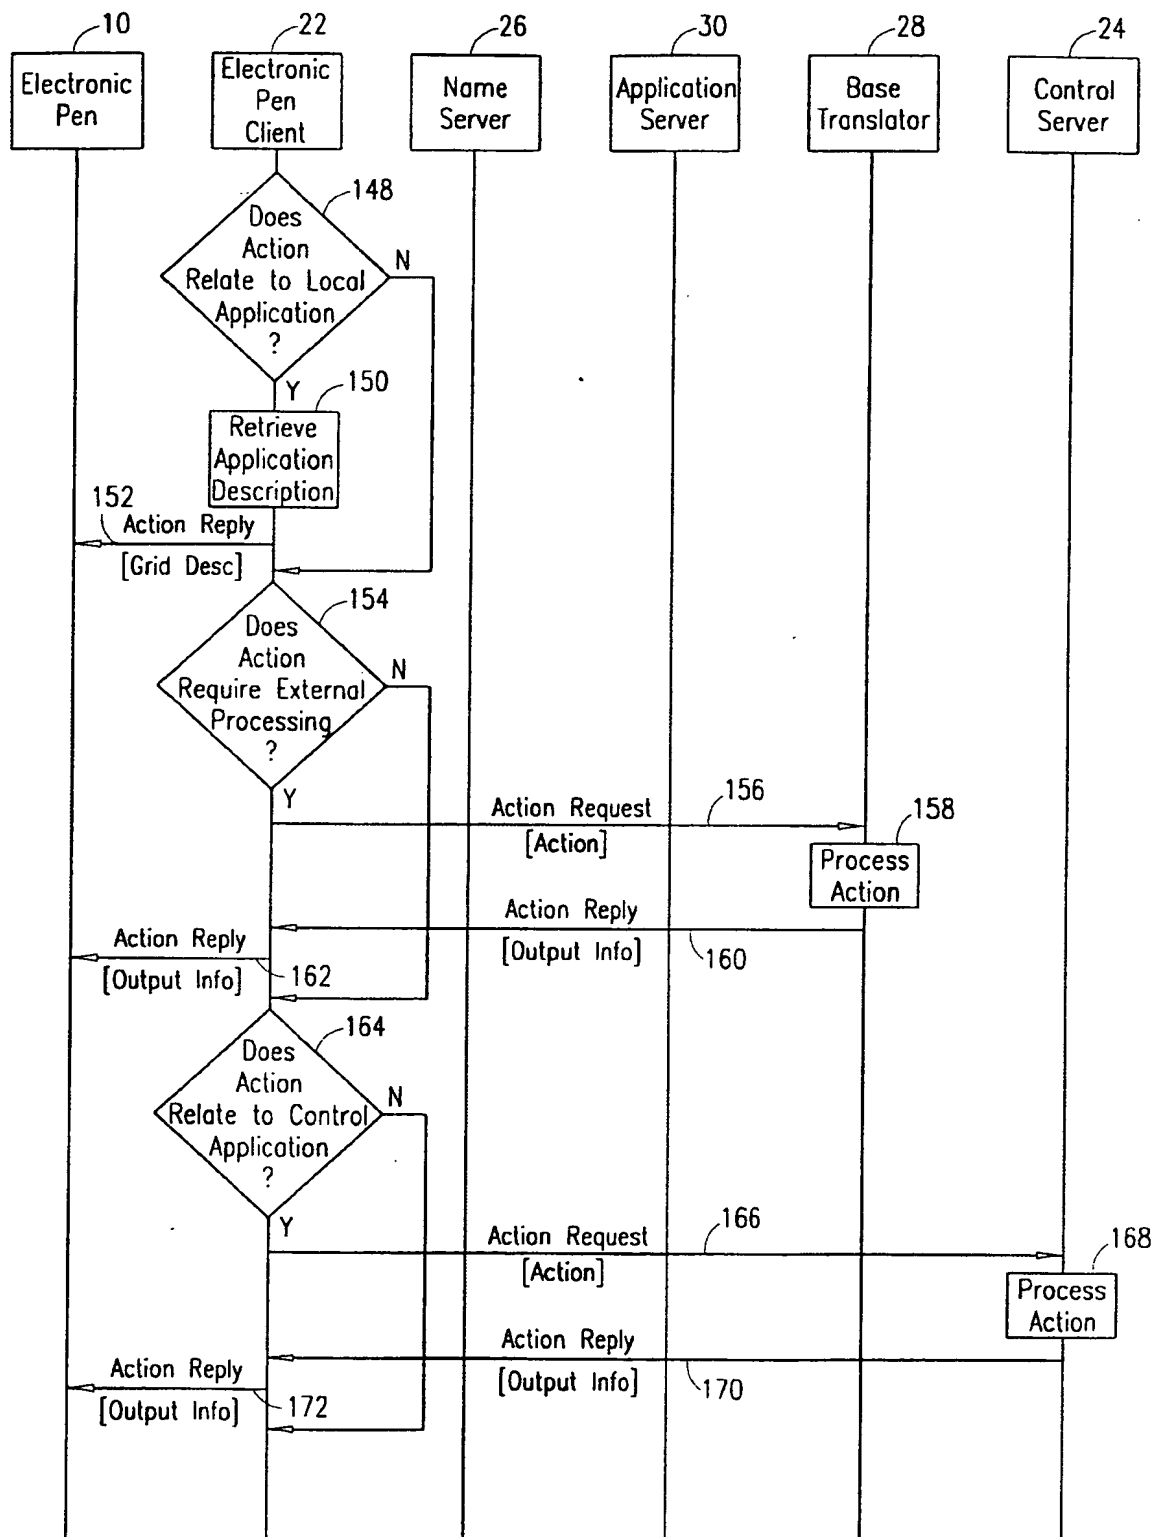 10
22
26
30
28
24
Electronic
Pen
Electronic
Pen
Client
Name
Server
Application
Server
Base
Translator
Control
Server
148
Does
Action
Relate to Local
Application
?
N
Y
150
Retrieve
Application
Description
152
Action Reply
[Grid Desc]
154
Does
Action
Require External
Processing
?
N
Y
Action Request
[Action]
156
158
Process
Action
Action Reply
[Output Info]
160
Action Reply
[Output Info]
162
164
Does
Action
Relate to Control
Application
?
N
Y
Action Request
[Action]
166
168
Process
Action
Action Reply
[Output Info]
170
Action Reply
[Output Info]
172